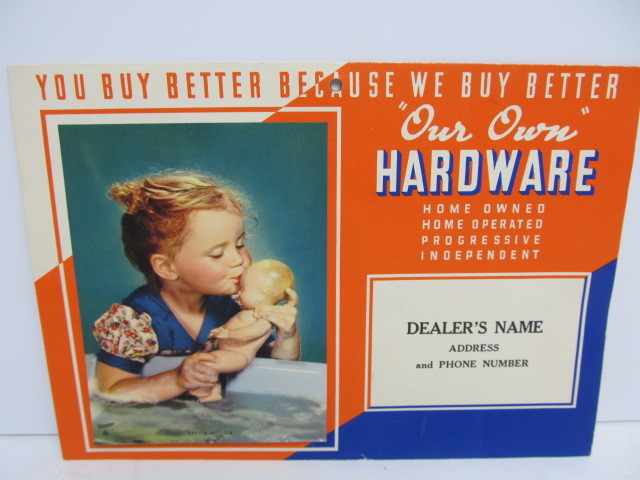 YOU BUY BETTER BECAUSE WE BUY BETTER
"Our Own"
HARDWARE
HOME OWNED
HOME OPERATED
PROGRESSIVE
INDEPENDENT
DEALER'S NAME
ADDRESS
and PHONE NUMBER